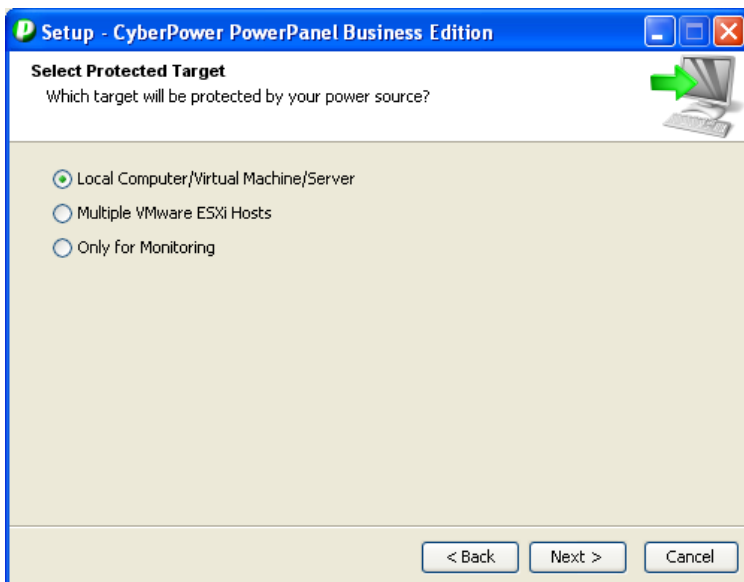 Setup - CyberPower PowerPanel Business Edition
Select Protected Target
Which target will be protected by your power source?
Local Computer/Virtual Machine/Server
Multiple VMware ESXi Hosts
Only for Monitoring
< Back Next > Cancel